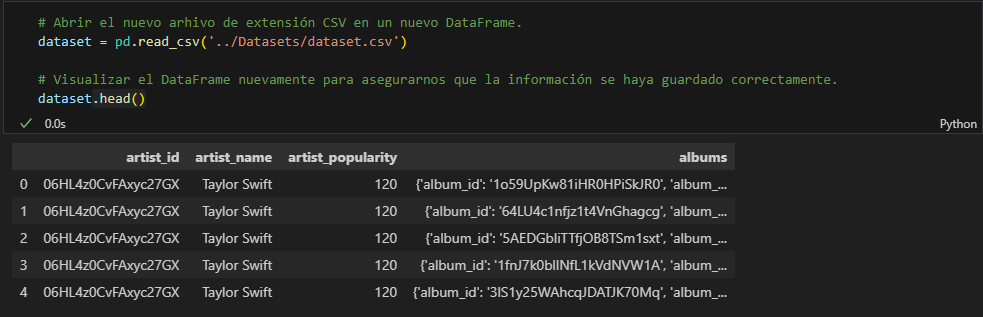 # Abrir el nuevo arhivo de extensión CSV en un nuevo DataFrame.
dataset = pd.read_csv('../Datasets/dataset.csv')
# Visualizar el DataFrame nuevamente para asegurarnos que la información se haya guardado correctamente.
dataset.head()
0.0s Python
artist_id artist_name artist_popularity albums
0 06HL4z0CvFAxyc27GX Taylor Swift 120 {'album_id': '1o59UpKw81iHR0HPiSkJR0', 'album_...
1 06HL4z0CvFAxyc27GX Taylor Swift 120 {'album_id': '64LU4c1nfjz1t4VnGhagcg', 'album_...
2 06HL4z0CvFAxyc27GX Taylor Swift 120 {'album_id': '5AEDGbliTTfjOB8TSm1sxt', 'album_...
3 06HL4z0CvFAxyc27GX Taylor Swift 120 {'album_id': '1fnJ7k0bllNfL1kVdNVW1A', 'album_...
4 06HL4z0CvFAxyc27GX Taylor Swift 120 {'album_id': '3lS1y25WAhcqJDATJK70Mq', 'album_...